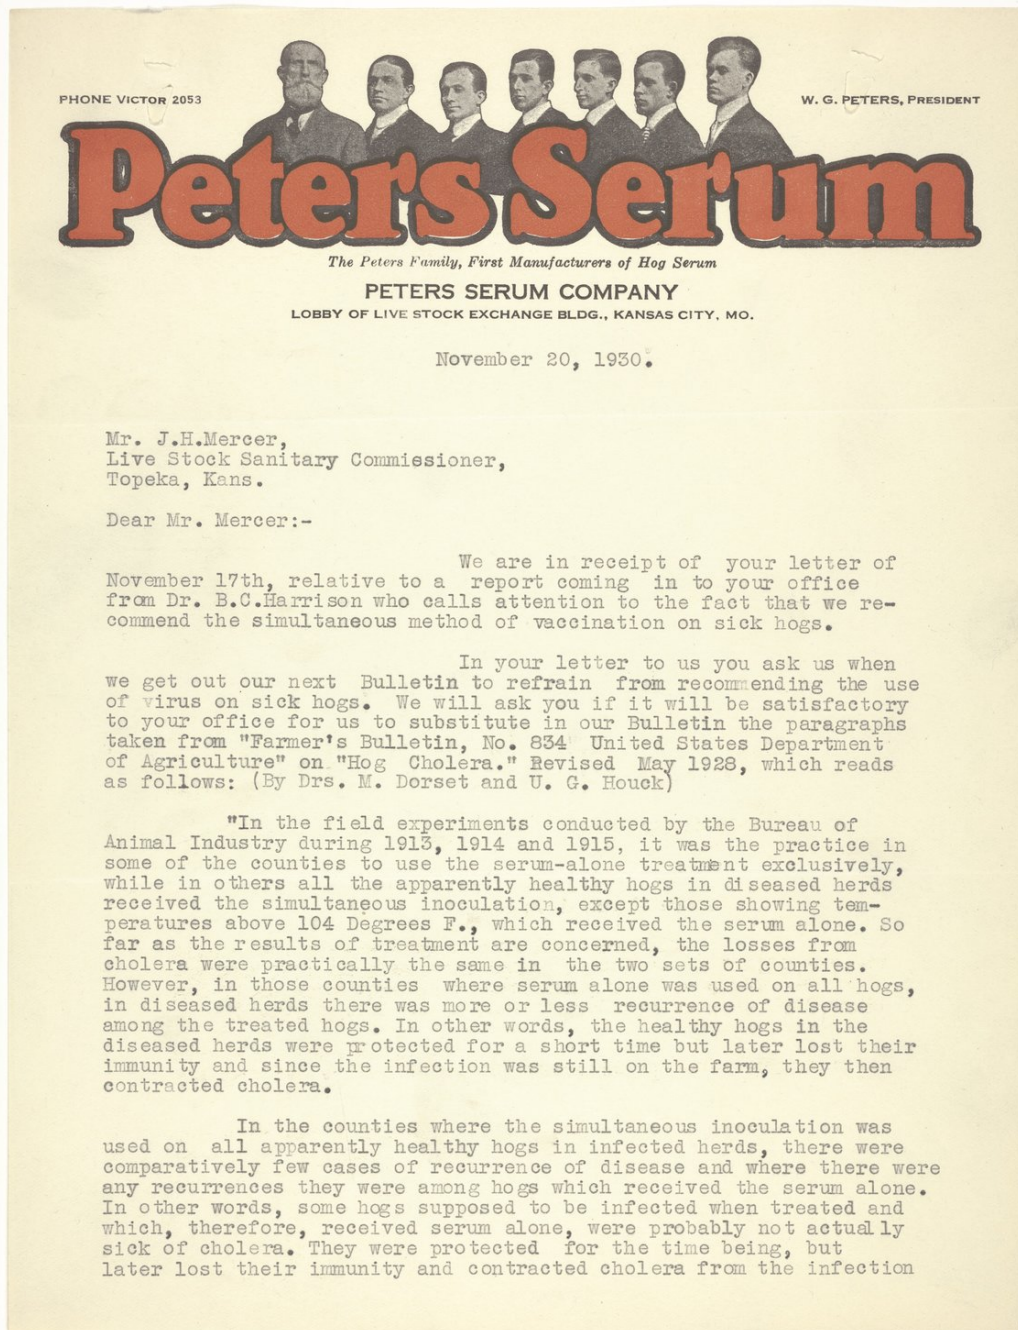 PHONE VICTOR 2053
W. G. PETERS, PRESIDENT
Peters Serum
The Peters Family, First Manufacturers of Hog Serum
PETERS SERUM COMPANY
LOBBY OF LIVE STOCK EXCHANGE BLDG., KANSAS CITY, MO.
November 20, 1930.
Mr. J.H.Mercer,
Live Stock Sanitary Commiesioner,
Topeka, Kans.
Dear Mr. Mercer:-
We are in receipt of your letter of
November 17th, relative to a report coming in to your office
from Dr. B.C.Harrison who calls attention to the fact that we re-
commend the simultaneous method of vaccination on sick hogs.
In your letter to us you ask us when
we get out our next Bulletin to refrain from recommending the use
of virus on sick hogs. We will ask you if it will be satisfactory
to your office for us to substitute in our Bulletin the paragraphs
taken from "Farmer's Bulletin, No. 834 United States Department
of Agriculture" on "Hog Cholera." Revised May 1928, which reads
as follows: (By Drs. M. Dorset and U. G. Houck)
"In the field experiments conducted by the Bureau of
Animal Industry during 1913, 1914 and 1915, it was the practice in
some of the counties to use the serum-alone treatment exclusively,
while in others all the apparently healthy hogs in diseased herds
received the simultaneous inoculation, except those showing tem-
peratures above 104 Degrees F., which received the serum alone. So
far as the results of treatment are concerned, the losses from
cholera were practically the same in the two sets of counties.
However, in those counties where serum alone was used on all hogs,
in diseased herds there was more or less recurrence of disease
among the treated hogs. In other words, the healthy hogs in the
diseased herds were protected for a short time but later lost their
immunity and since the infection was still on the farm, they then
contracted cholera.
In the counties where the simultaneous inoculation was
used on all apparently healthy hogs in infected herds, there were
comparatively few cases of recurrence of disease and where there were
any recurrences they were among hogs which received the serum alone.
In other words, some hogs supposed to be infected when treated and
which, therefore, received serum alone, were probably not actually
sick of cholera. They were protected for the time being, but
later lost their immunity and contracted cholera from the infection